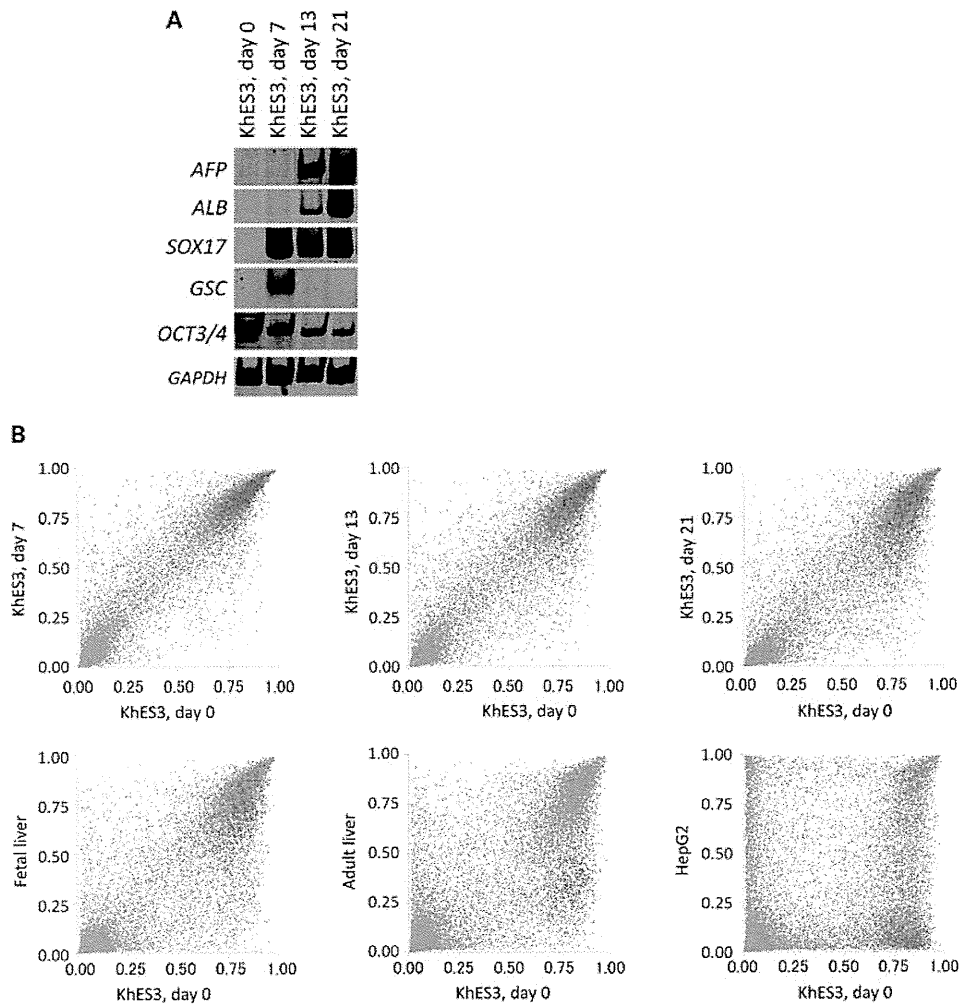 A
KhES3, day 0
KhES3, day 7
KhES3, day 13
KhES3, day 21
AFP
ALB
SOX17
GSC
OCT3/4
GAPDH
B
1.00
0.75
0.50
0.25
0.00
KhES3, day 7
0.00 0.25 0.50 0.75 1.00
KhES3, day 0
1.00
0.75
0.50
0.25
0.00
KhES3, day 13
0.00 0.25 0.50 0.75 1.00
KhES3, day 0
1.00
0.75
0.50
0.25
0.00
KhES3, day 21
0.00 0.25 0.50 0.75 1.00
KhES3, day 0
1.00
0.75
0.50
0.25
0.00
Fetal liver
0.00 0.25 0.50 0.75 1.00
KhES3, day 0
1.00
0.75
0.50
0.25
0.00
Adult liver
0.00 0.25 0.50 0.75 1.00
KhES3, day 0
1.00
0.75
0.50
0.25
0.00
HepG2
0.00 0.25 0.50 0.75 1.00
KhES3, day 0